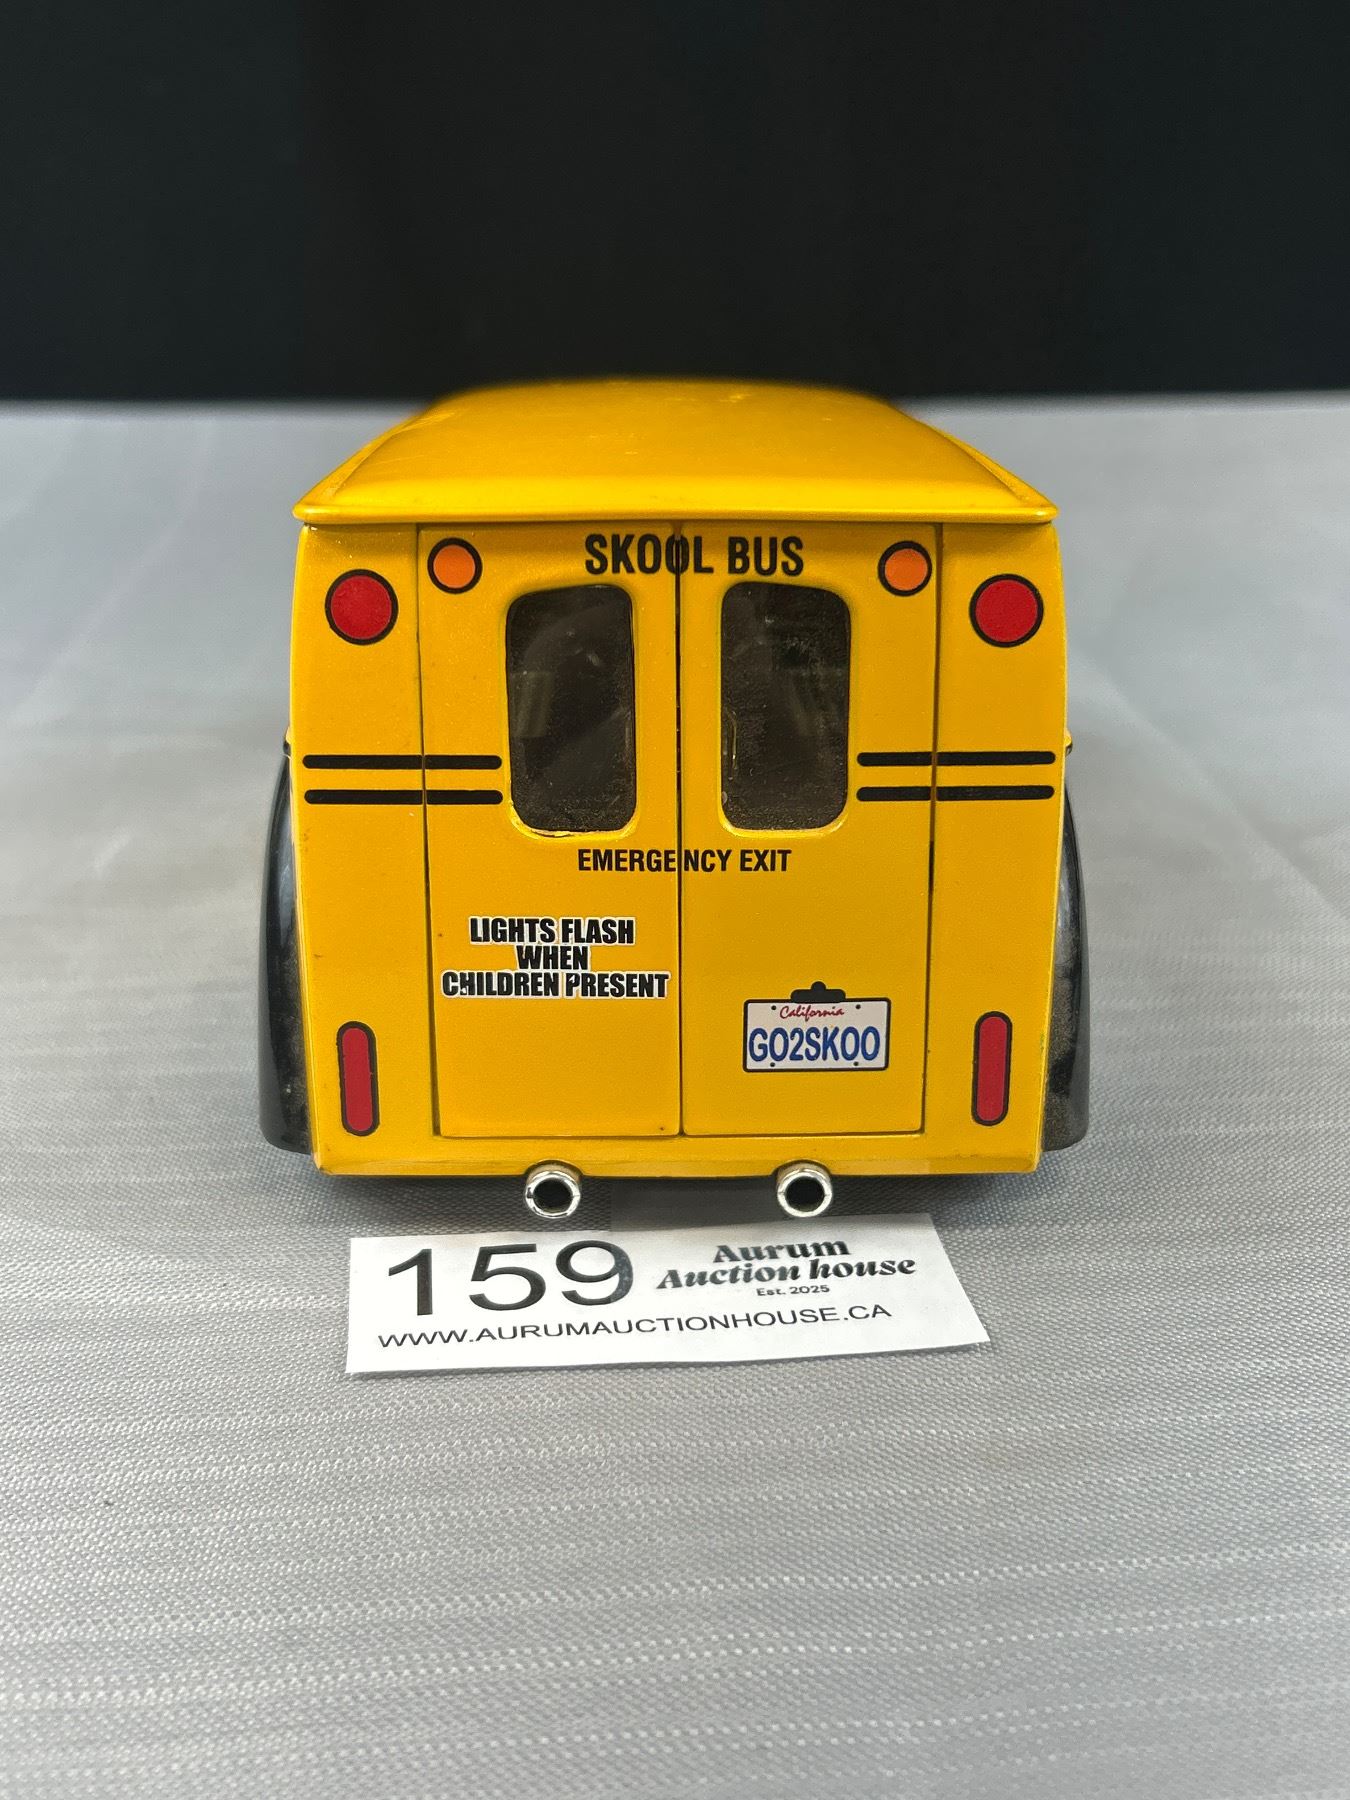 SKOOL BUS
EMERGENCY EXIT
LIGHTS FLASH
WHEN
CHILDREN PRESENT
California
GO2SKOO
159
Aurum
Auction house
Est. 2025
WWW.AURUMAUCTIONHOUSE.CA